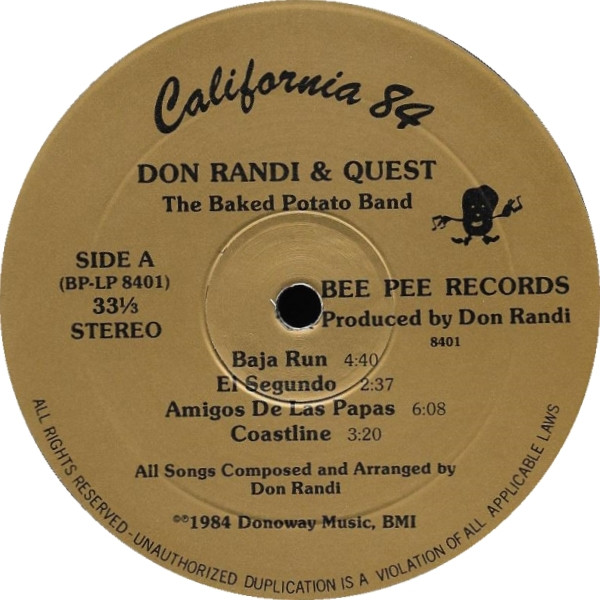 California 84
DON RANDI & QUEST
The Baked Potato Band
SIDE A
(BP-LP 8401)
33⅓
STEREO
BEE PEE RECORDS
Produced by Don Randi
8401
Baja Run 4:40
El Segundo 2:37
Amigos De Las Papas 6:08
Coastline 3:20
All Songs Composed and Arranged by
Don Randi
©℗1984 Donoway Music, BMI
ALL RIGHTS RESERVED - UNAUTHORIZED DUPLICATION IS A VIOLATION OF ALL APPLICABLE LAWS